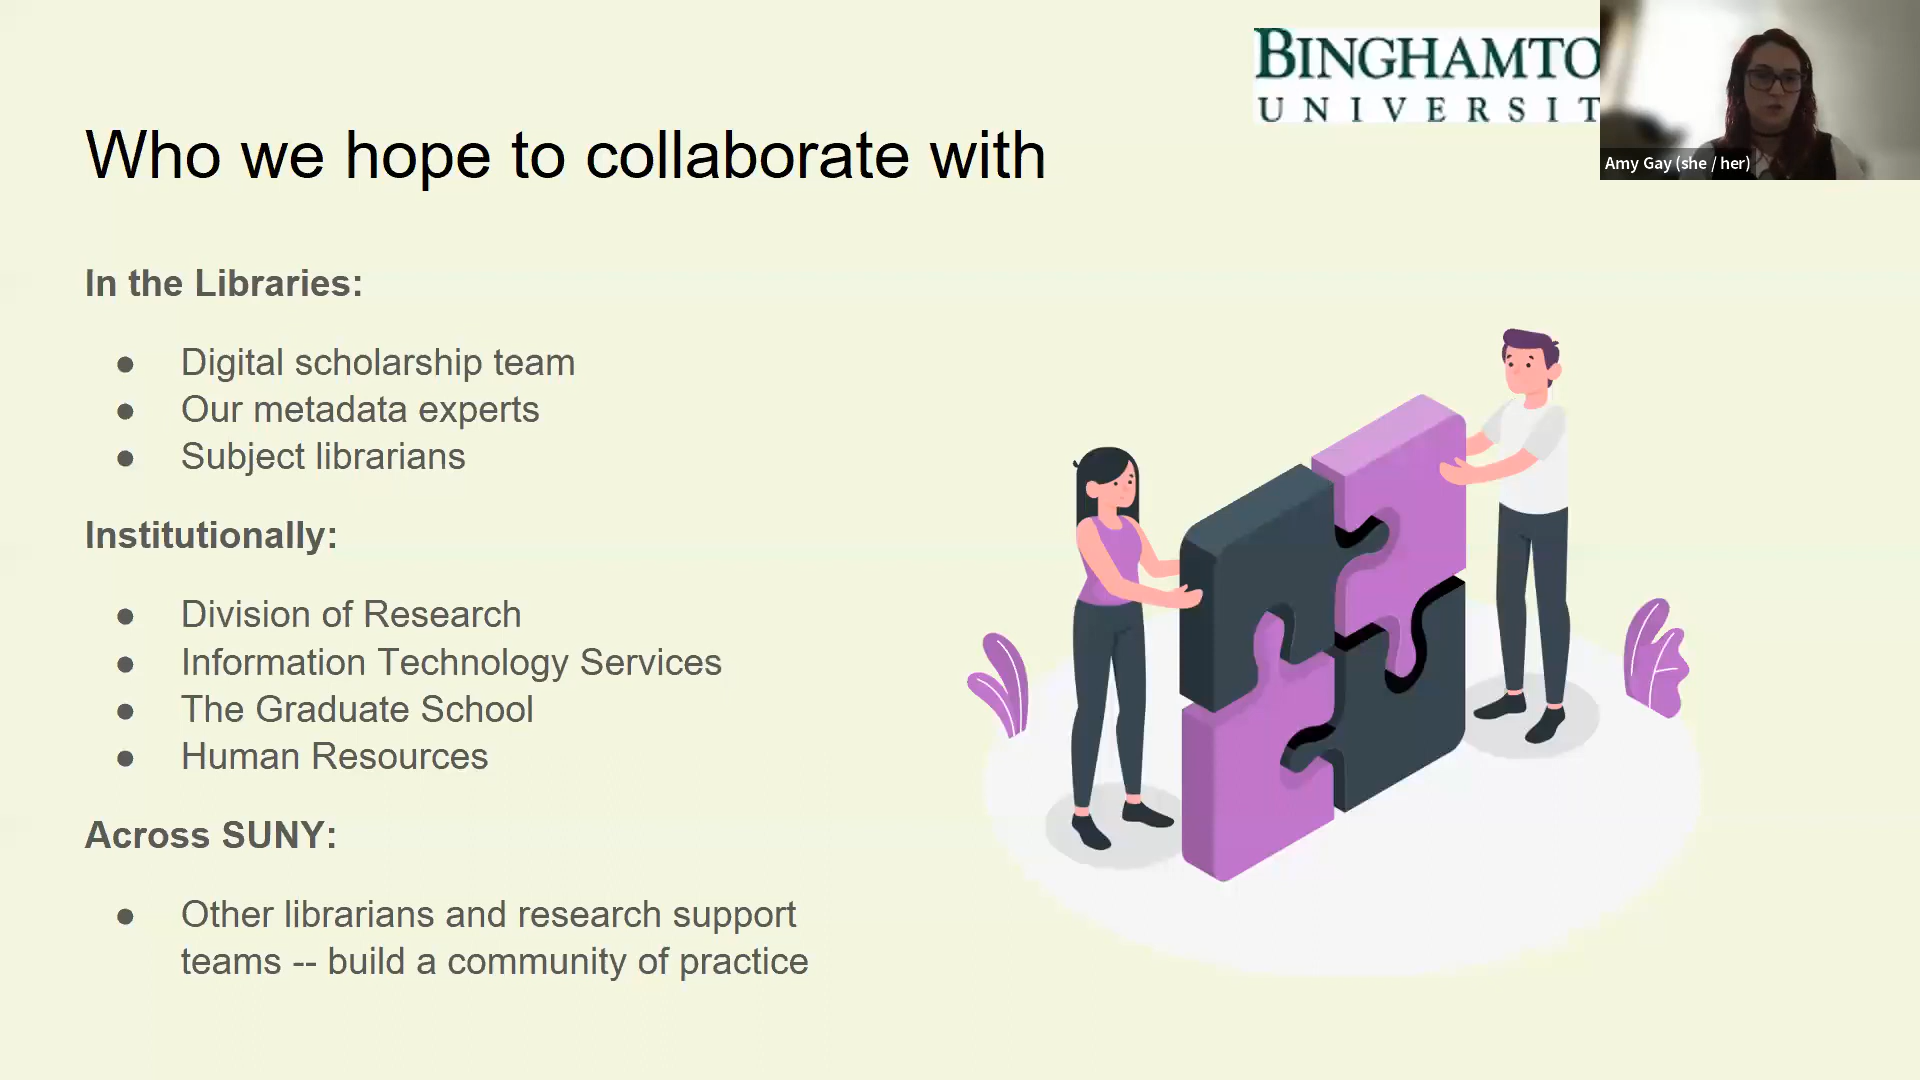 BINGHAMTO
UNIVERSIT
Amy Gay (she / her)
Who we hope to collaborate with
In the Libraries:
● Digital scholarship team
● Our metadata experts
● Subject librarians
Institutionally:
● Division of Research
● Information Technology Services
● The Graduate School
● Human Resources
Across SUNY:
● Other librarians and research support
teams -- build a community of practice